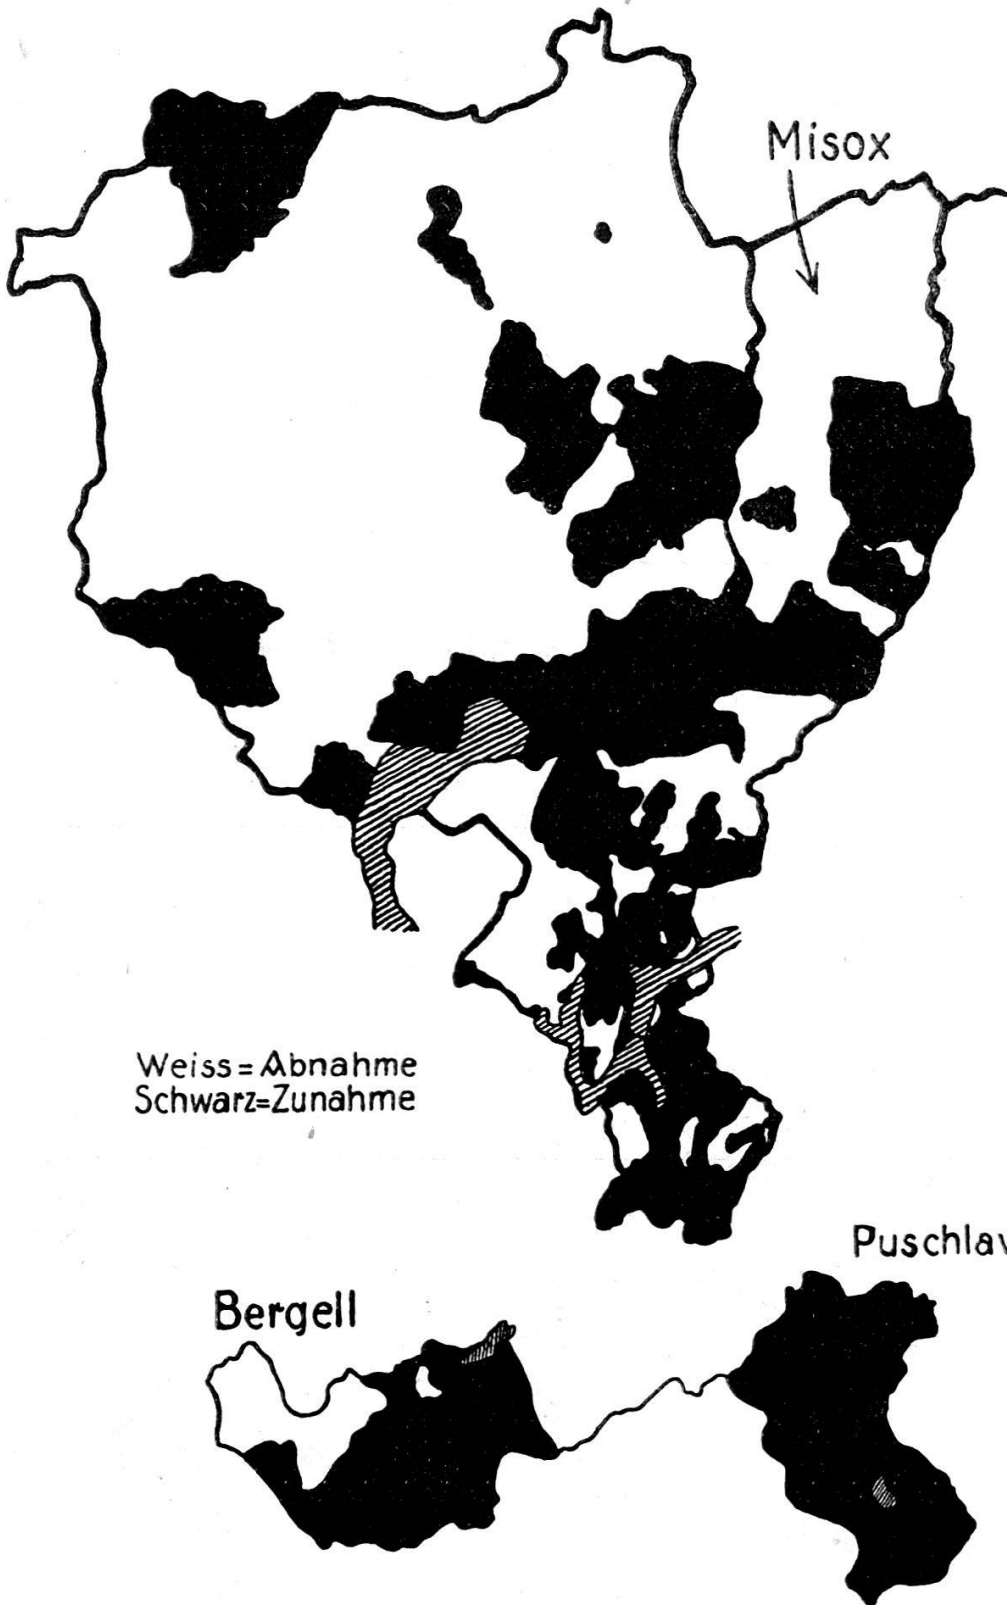 Misox
Weiss = Abnahme
Schwarz=Zunahme
Puschlav
Bergell